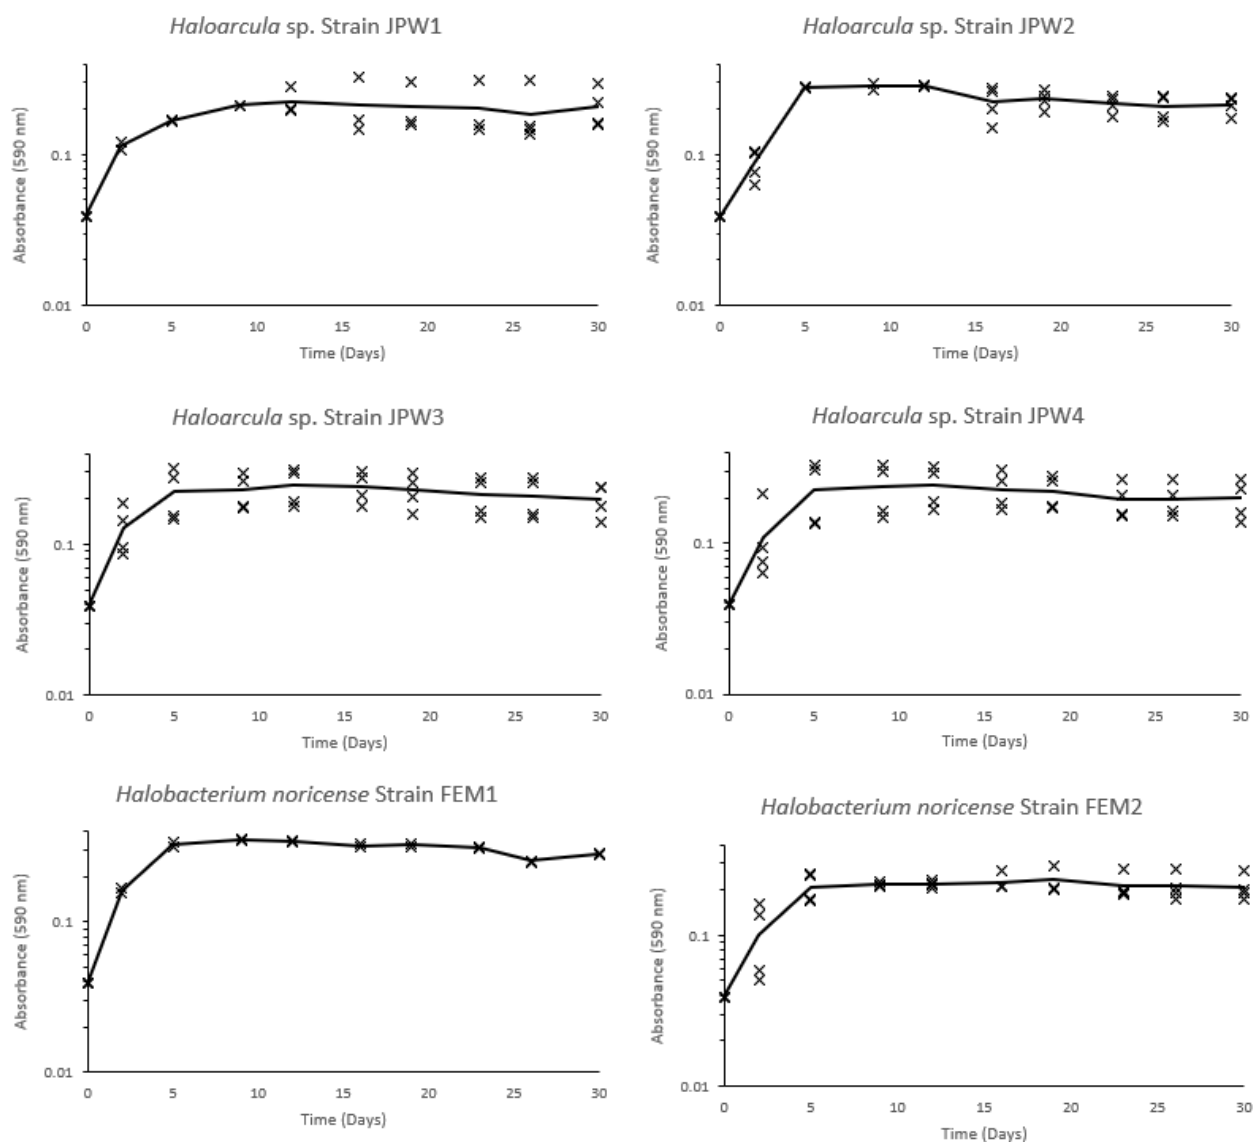 Haloarcula sp. Strain JPW1
Absorbance (590 nm)
0.1
0.01
0 5 10 15 20 25 30
Time (Days)
Haloarcula sp. Strain JPW2
Absorbance (590 nm)
0.1
0.01
0 5 10 15 20 25 30
Time (Days)
Haloarcula sp. Strain JPW3
Absorbance (590 nm)
0.1
0.01
0 5 10 15 20 25 30
Time (Days)
Haloarcula sp. Strain JPW4
Absorbance (590 nm)
0.1
0.01
0 5 10 15 20 25 30
Time (Days)
Halobacterium noricense Strain FEM1
Absorbance (590 nm)
0.1
0.01
0 5 10 15 20 25 30
Time (Days)
Halobacterium noricense Strain FEM2
Absorbance (590 nm)
0.1
0.01
0 5 10 15 20 25 30
Time (Days)